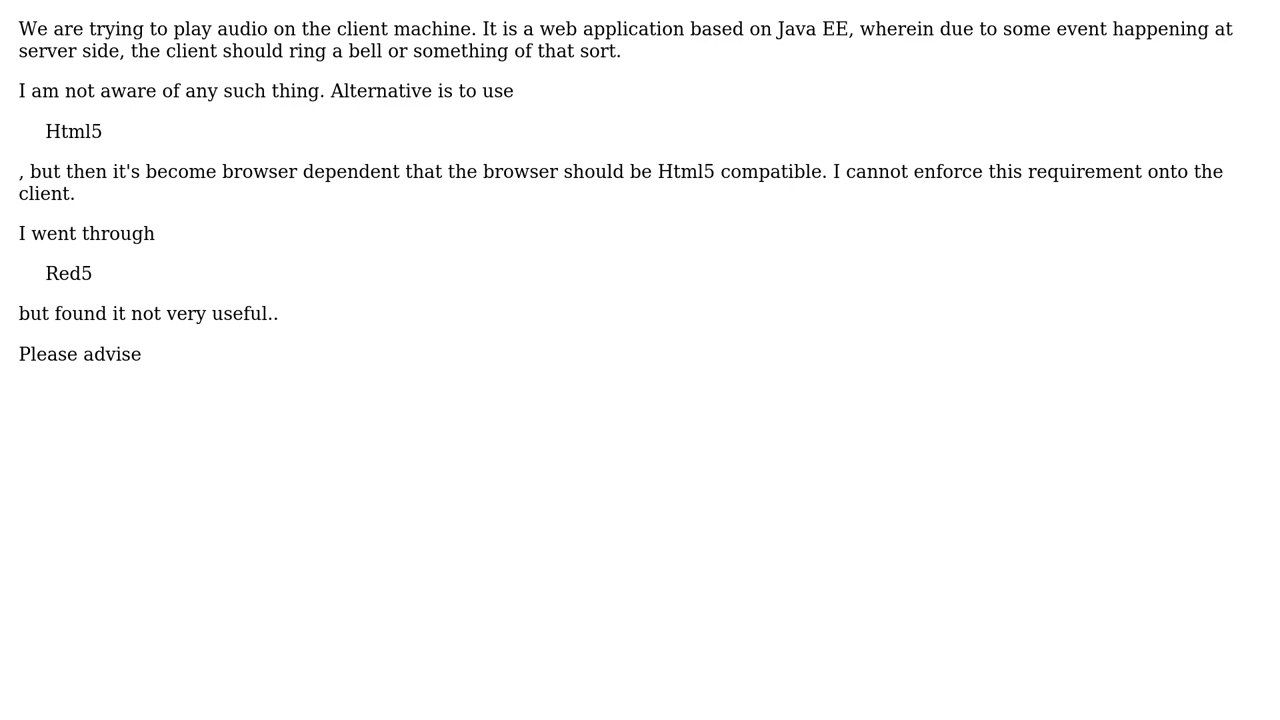 We are trying to play audio on the client machine. It is a web application based on Java EE, wherein due to some event happening at
server side, the client should ring a bell or something of that sort.
I am not aware of any such thing. Alternative is to use
Html5
, but then it's become browser dependent that the browser should be Html5 compatible. I cannot enforce this requirement onto the
client.
I went through
Red5
but found it not very useful..
Please advise